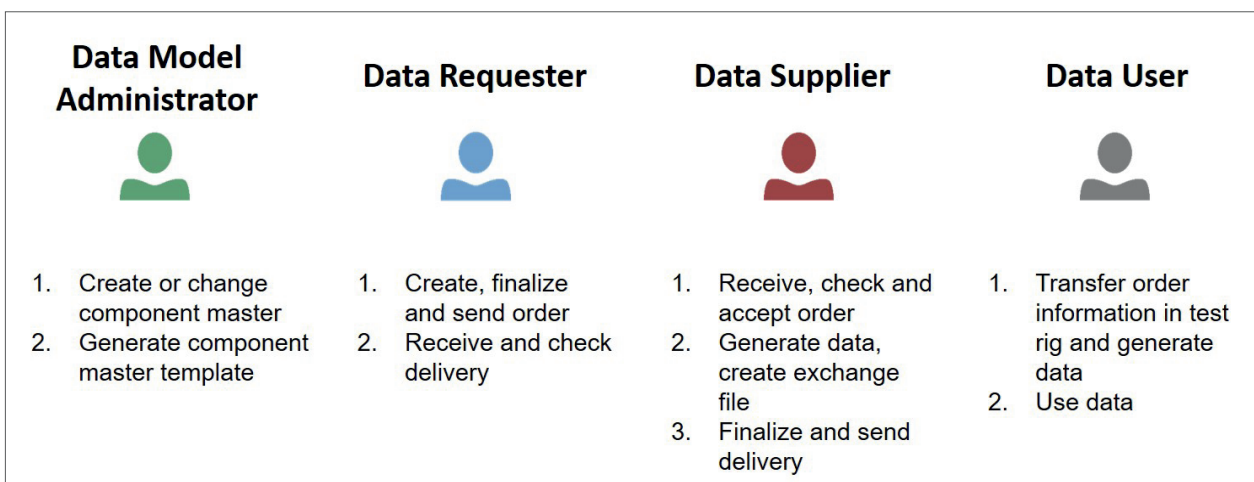 Data Model
Administrator
Data Requester
Data Supplier
Data User
1. Create or change
component master
2. Generate component
master template
1. Create, finalize
and send order
2. Receive and check
delivery
1. Receive, check and
accept order
2. Generate data,
create exchange
file
3. Finalize and send
delivery
1. Transfer order
information in test
rig and generate
data
2. Use data